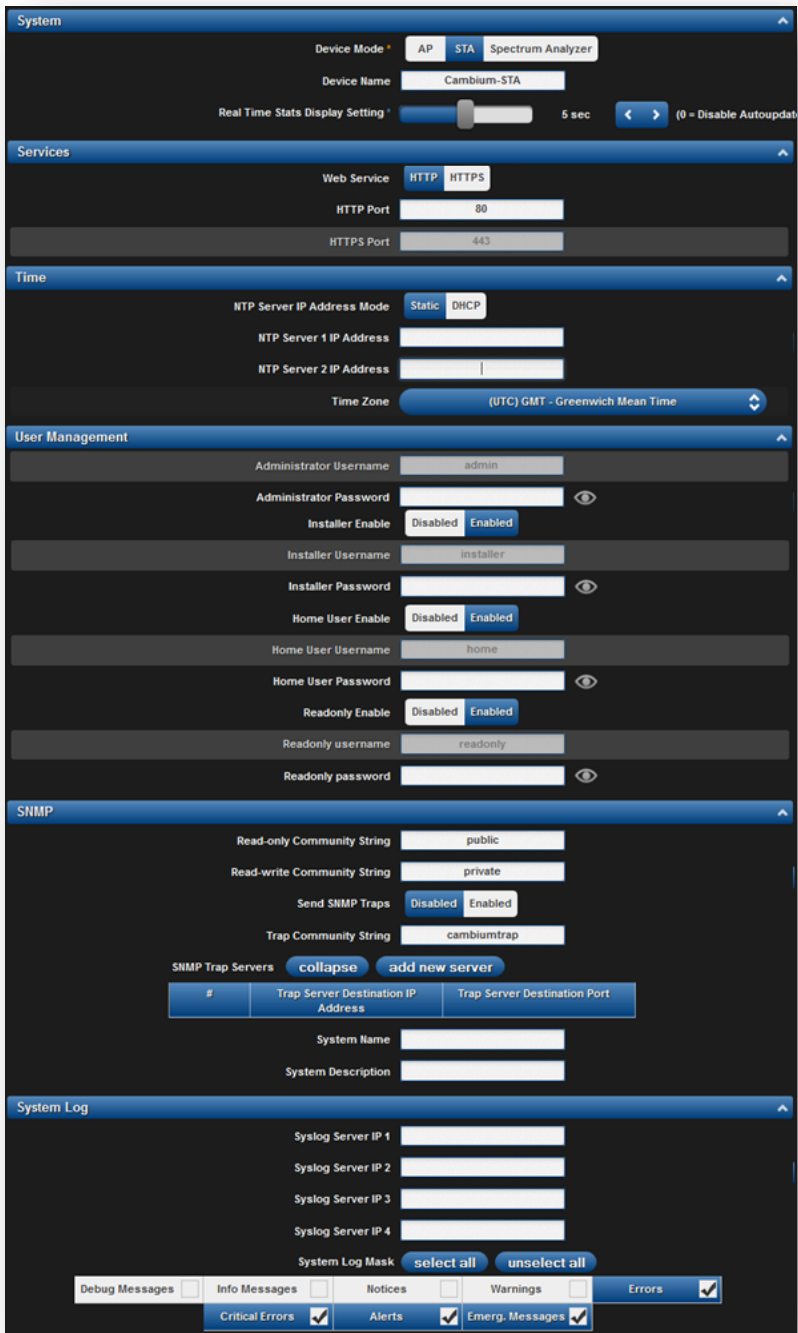 System
Device Mode * AP STA Spectrum Analyzer
Device Name Cambium-STA
Real Time Stats Display Setting * 5 sec < > (0 = Disable Autoupdat
Services
Web Service HTTP HTTPS
HTTP Port 80
HTTPS Port 443
Time
NTP Server IP Address Mode Static DHCP
NTP Server 1 IP Address
NTP Server 2 IP Address
Time Zone (UTC) GMT - Greenwich Mean Time
User Management
Administrator Username admin
Administrator Password
Installer Enable Disabled Enabled
Installer Username installer
Installer Password
Home User Enable Disabled Enabled
Home User Username home
Home User Password
Readonly Enable Disabled Enabled
Readonly username readonly
Readonly password
SNMP
Read-only Community String public
Read-write Community String private
Send SNMP Traps Disabled Enabled
Trap Community String cambiumtrap
SNMP Trap Servers collapse add new server
# Trap Server Destination IP Trap Server Destination Port
Address
System Name
System Description
System Log
Syslog Server IP 1
Syslog Server IP 2
Syslog Server IP 3
Syslog Server IP 4
System Log Mask select all unselect all
Debug Messages Info Messages Notices Warnings Errors
Critical Errors Alerts Emerg. Messages